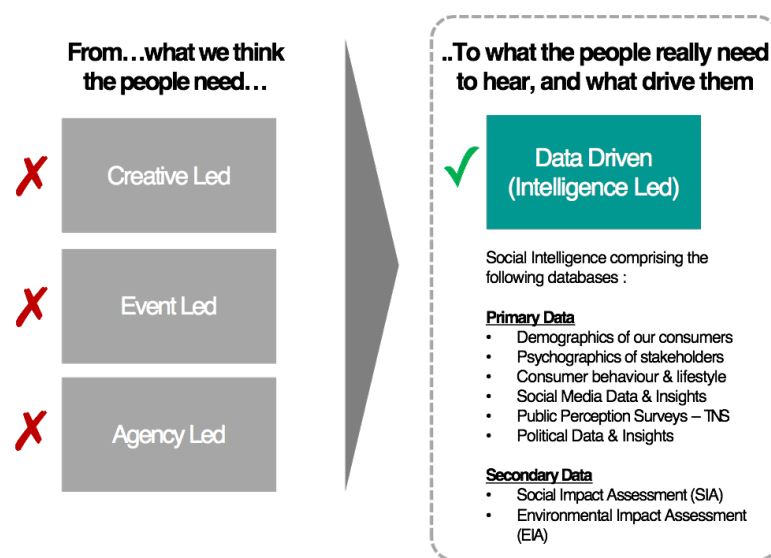 From…what we think
the people need…
Creative Led
Event Led
Agency Led
..To what the people really need
to hear, and what drive them
Data Driven
(Intelligence Led)
Social Intelligence comprising the
following databases :
Primary Data
• Demographics of our consumers
• Psychographics of stakeholders
• Consumer behaviour & lifestyle
• Social Media Data & Insights
• Public Perception Surveys – TNS
• Political Data & Insights
Secondary Data
• Social Impact Assessment (SIA)
• Environmental Impact Assessment
(EIA)